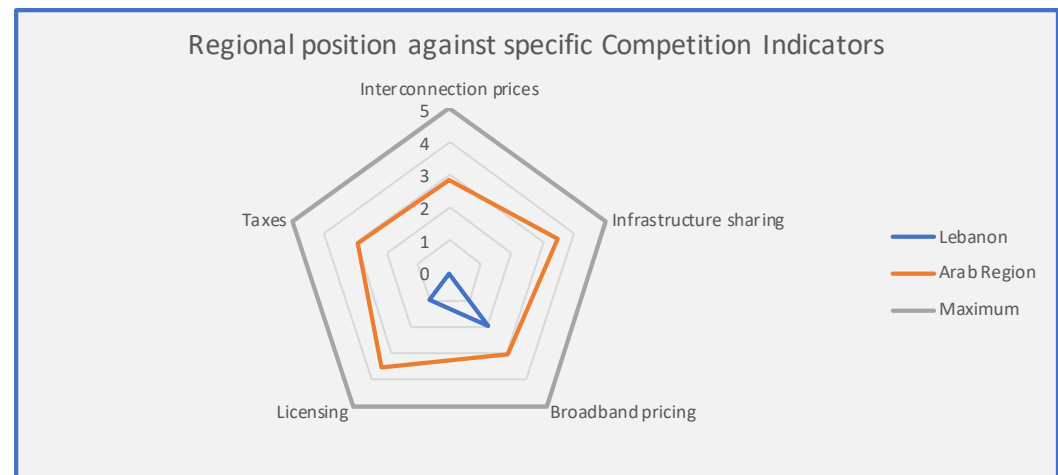 Regional position against specific Competition Indicators
Interconnection prices
5
4
3
2
1
0
Taxes
Infrastructure sharing
Licensing
Broadband pricing
Lebanon
Arab Region
Maximum